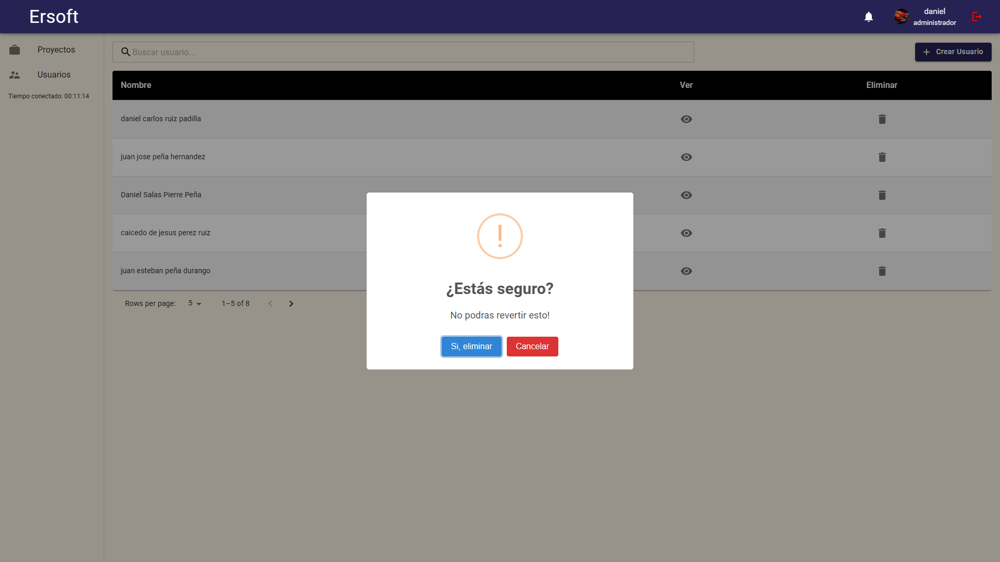 Ersoft
daniel
administrador
Proyectos
Usuarios
Tiempo conectado: 00:11:14
Buscar usuario...
Crear Usuario
Nombre Ver Eliminar
daniel carlos ruiz padilla
juan jose peña hernandez
Daniel Salas Pierre Peña
caicedo de jesus perez ruiz
juan esteban peña durango
Rows per page: 5 1–5 of 8
¿Estás seguro?
No podras revertir esto!
Si, eliminar Cancelar